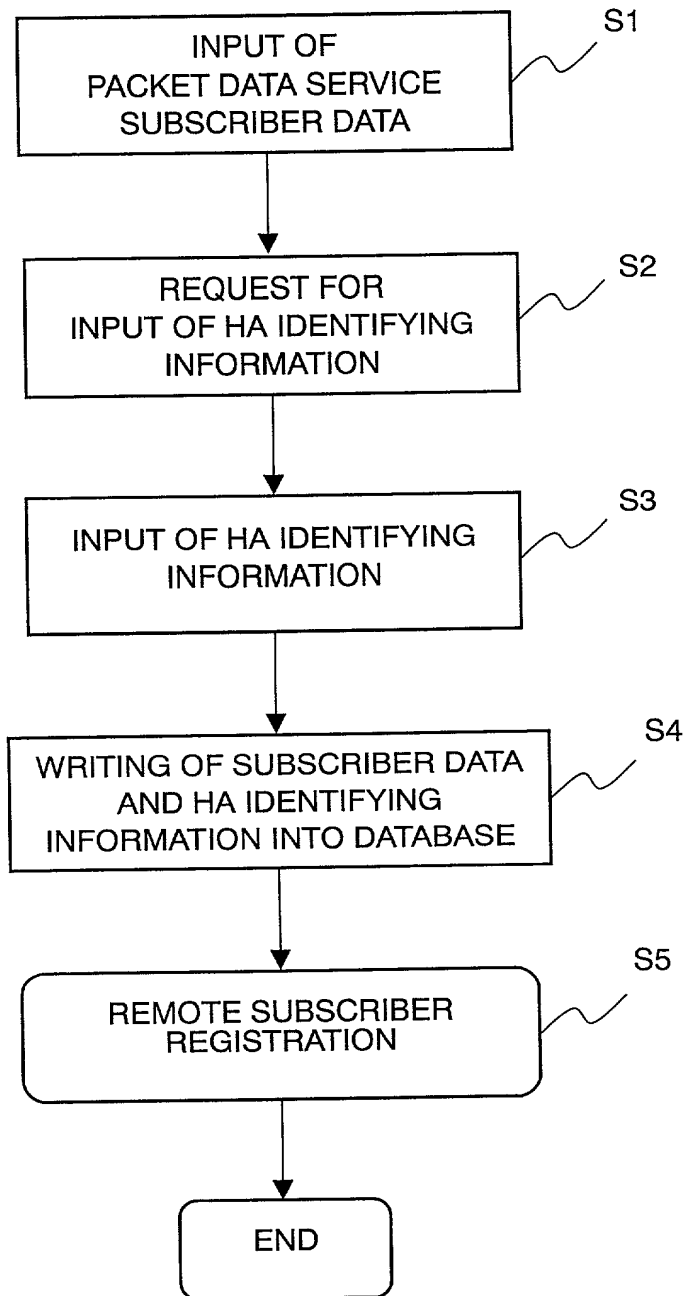 S1
INPUT OF
PACKET DATA SERVICE
SUBSCRIBER DATA
S2
REQUEST FOR
INPUT OF HA IDENTIFYING
INFORMATION
S3
INPUT OF HA IDENTIFYING
INFORMATION
S4
WRITING OF SUBSCRIBER DATA
AND HA IDENTIFYING
INFORMATION INTO DATABASE
S5
REMOTE SUBSCRIBER
REGISTRATION
END